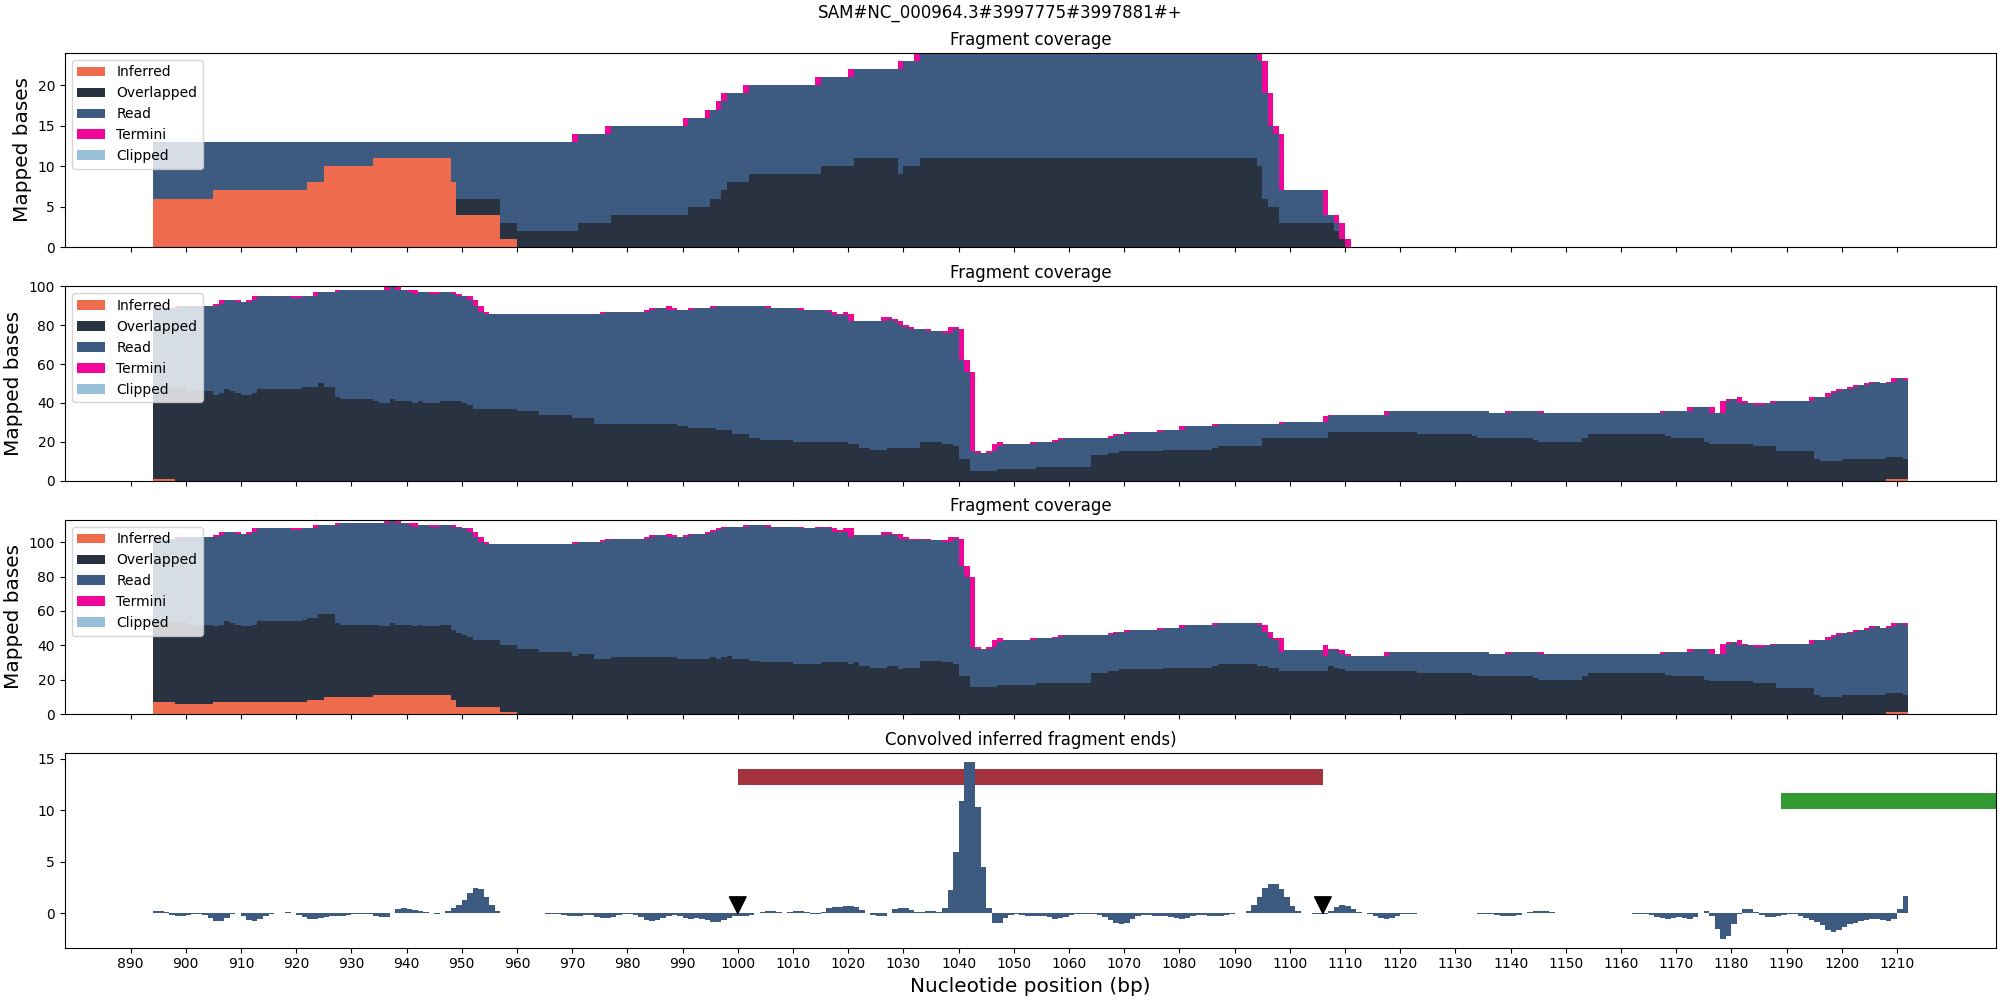 SAM#NC_000964.3#3997775#3997881#+
Fragment coverage
Mapped bases
20
15
10
5
0
Inferred
Overlapped
Read
Termini
Clipped
Fragment coverage
Mapped bases
100
80
60
40
20
0
Inferred
Overlapped
Read
Termini
Clipped
Fragment coverage
Mapped bases
100
80
60
40
20
0
Inferred
Overlapped
Read
Termini
Clipped
Convolved inferred fragment ends)
15
10
5
0
890 900 910 920 930 940 950 960 970 980 990 1000 1010 1020 1030 1040 1050 1060 1070 1080 1090 1100 1110 1120 1130 1140 1150 1160 1170 1180 1190 1200 1210
Nucleotide position (bp)